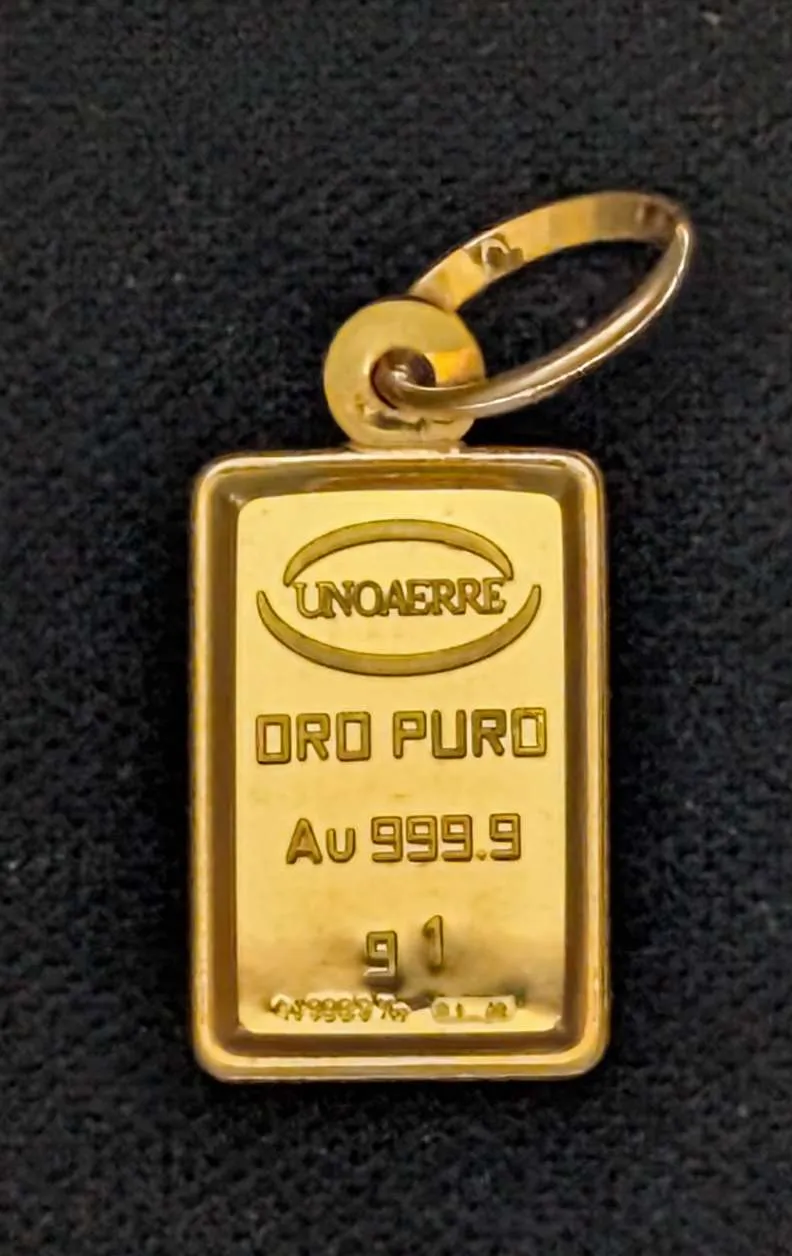 UNOAERRE
ORO PURO
Au 999.9
g 1